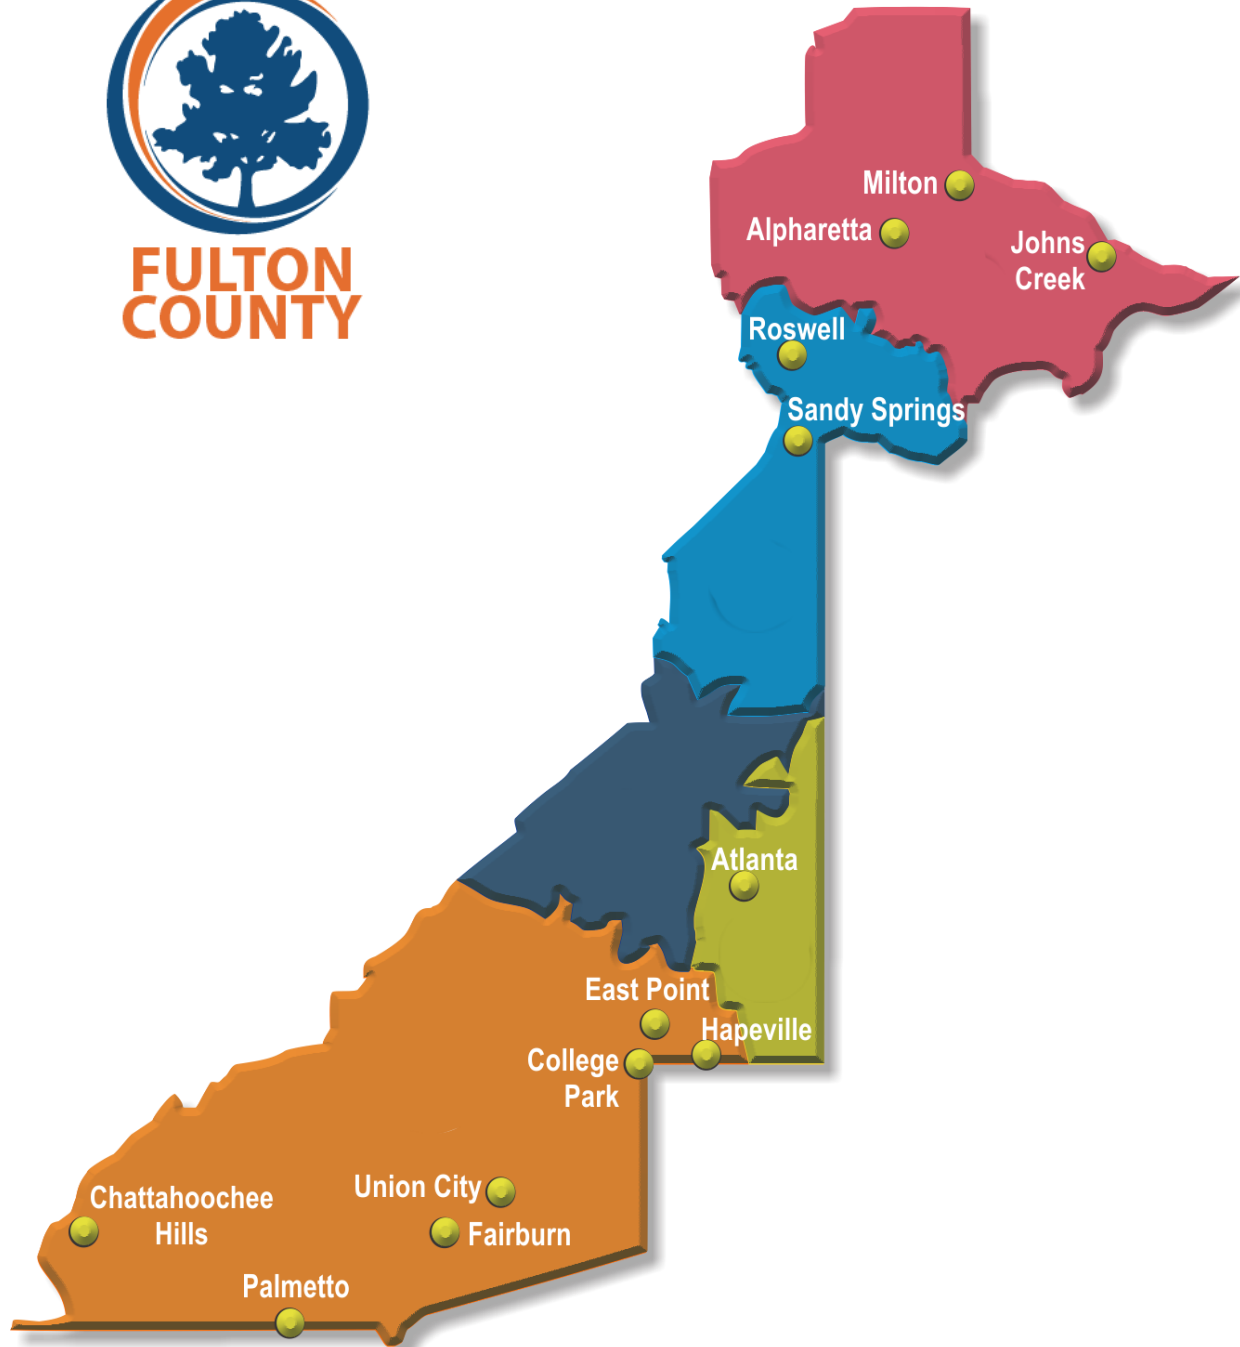 FULTON
COUNTY
Milton
Alpharetta
Johns
Creek
Roswell
Sandy Springs
Atlanta
East Point
Hapeville
College
Park
Union City
Chattahoochee
Hills
Fairburn
Palmetto